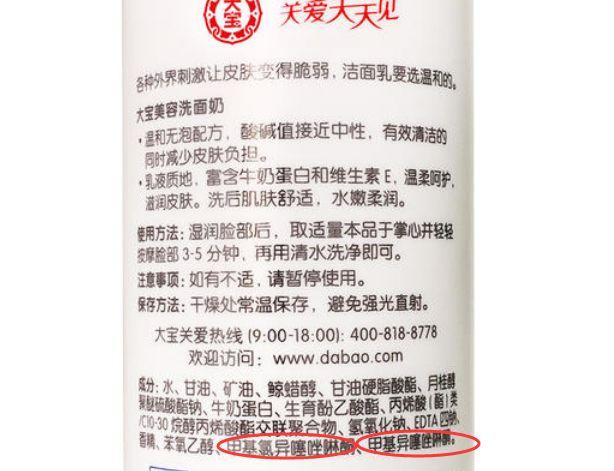 大宝
关爱天天见
各种外界刺激让皮肤变得脆弱，洁面乳要选温和的。
大宝美容洗面奶
·温和无泡配方，酸碱值接近中性，有效清洁的
同时减少皮肤负担。
·乳液质地，富含牛奶蛋白和维生素E，温柔呵护，
滋润皮肤。洗后肌肤舒适，水嫩柔润。
使用方法：湿润脸部后，取适量本品于掌心并轻轻
按摩脸部3-5分钟，再用清水洗净即可。
注意事项：如有不适，请暂停使用。
保存方法：干燥处常温保存，避免强光直射。
大宝关爱热线 (9:00-18:00): 400-818-8778
欢迎访问：www.dabao.com
成分：水、甘油、矿油、鲸蜡醇、甘油硬脂酸酯、月桂醇
聚醚硫酸酯钠、牛奶蛋白、生育酚乙酸酯、丙烯酸（酯）类
/C10-30 烷醇丙烯酸酯交联聚合物、氢氧化钠、EDTA 四钠、
香精、苯氧乙醇、甲基氯异噻唑啉酮、甲基异噻唑啉酮。